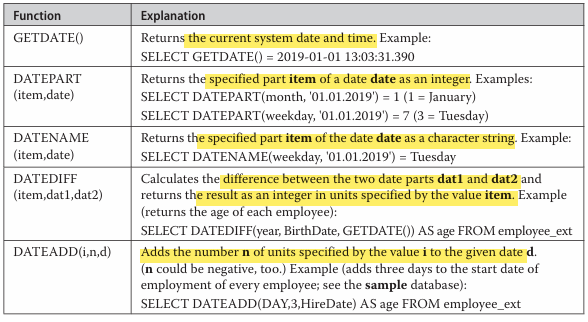 Function Explanation
GETDATE() Returns the current system date and time. Example:
SELECT GETDATE() = 2019-01-01 13:03:31.390
DATEPART Returns the specified part item of a date date as an integer. Examples:
(item,date) SELECT DATEPART(month, '01.01.2019') = 1 (1 = January)
SELECT DATEPART(weekday, '01.01.2019') = 7 (3 = Tuesday)
DATENAME Returns the specified part item of the date date as a character string. Example:
(item,date) SELECT DATENAME(weekday, '01.01.2019') = Tuesday
DATEDIFF Calculates the difference between the two date parts dat1 and dat2 and
(item,dat1,dat2) returns the result as an integer in units specified by the value item. Example
(returns the age of each employee):
SELECT DATEDIFF(year, BirthDate, GETDATE()) AS age FROM employee_ext
DATEADD(i,n,d) Adds the number n of units specified by the value i to the given date d.
(n could be negative, too.) Example (adds three days to the start date of
employment of every employee; see the sample database):
SELECT DATEADD(DAY,3,HireDate) AS age FROM employee_ext